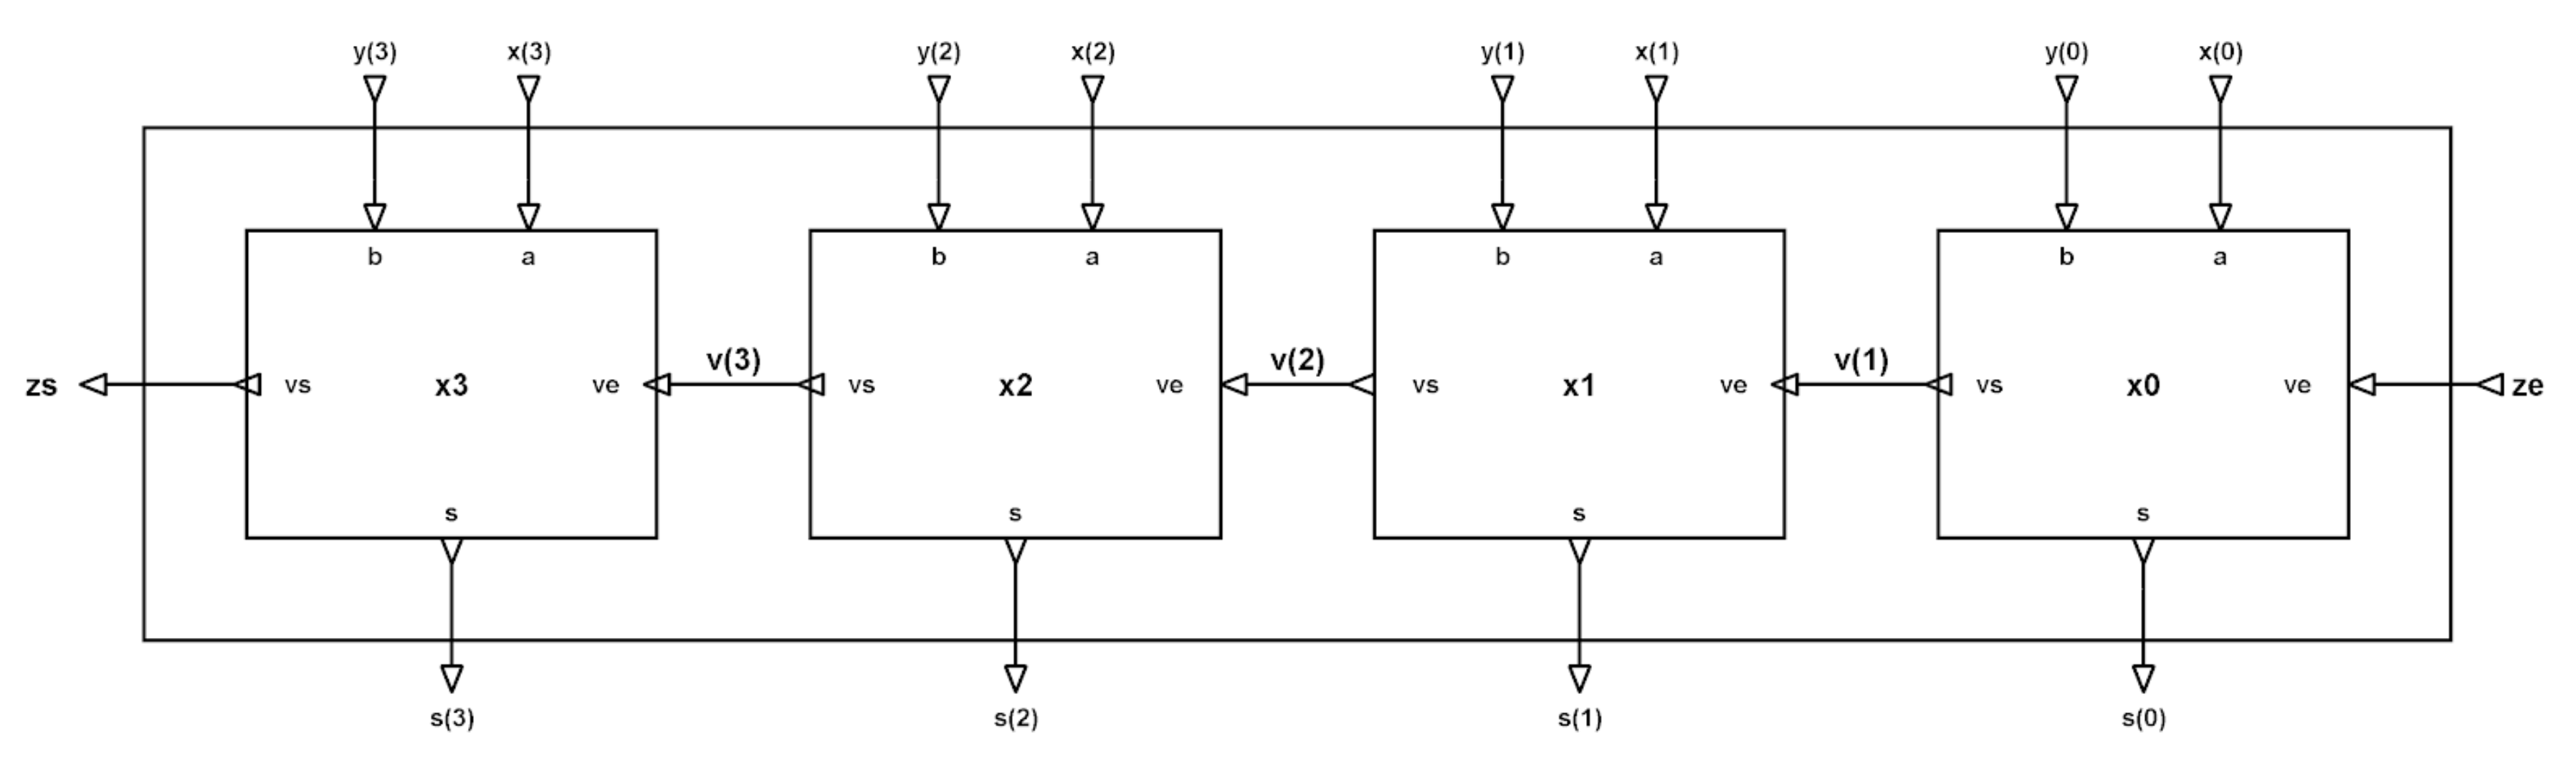 y(3) x(3) y(2) x(2) y(1) x(1) y(0) x(0)
b a b a b a b a
v(3) v(2) v(1)
zs vs x3 ve vs x2 ve vs x1 ve vs x0 ve ze
s s s s
s(3) s(2) s(1) s(0)